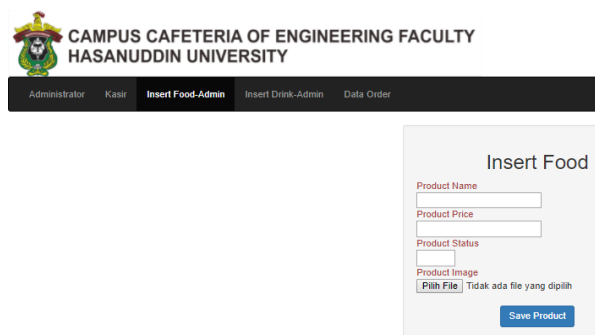 CAMPUS CAFETERIA OF ENGINEERING FACULTY
HASANUDDIN UNIVERSITY
Administrator Kasir Insert Food-Admin Insert Drink-Admin Data Order
Insert Food
Product Name
Product Price
Product Status
Product Image
Pilih File Tidak ada file yang dipilih
Save Product